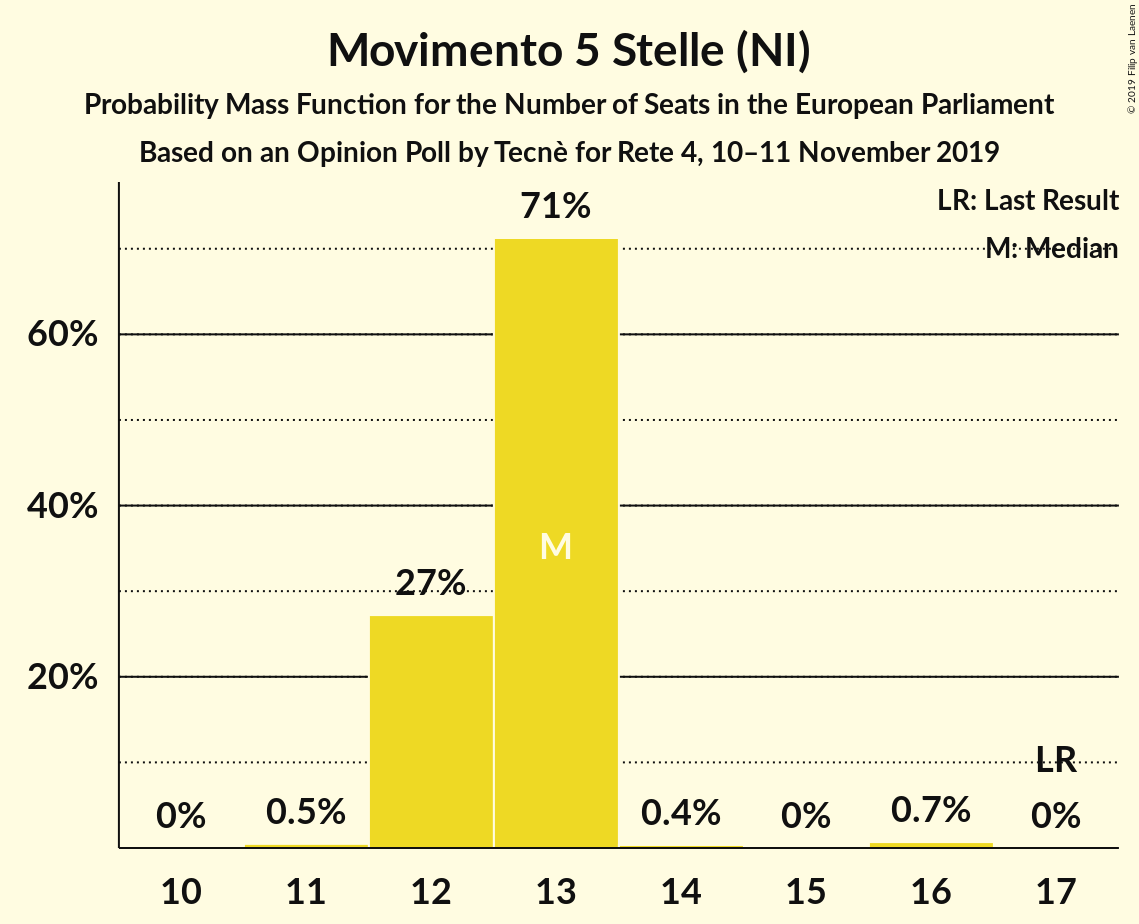 Movimento 5 Stelle (NI)
Probability Mass Function for the Number of Seats in the European Parliament
Based on an Opinion Poll by Tecnè for Rete 4, 10–11 November 2019
© 2019 Filip van Laenen
LR: Last Result
M: Median
71%
60%
M
40%
27%
20%
LR
0%
0.5%
0.4%
0%
0.7%
0%
10 11 12 13 14 15 16 17